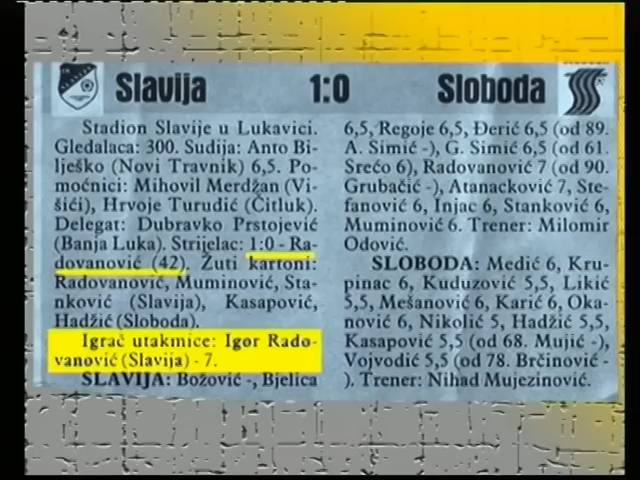 Slavija 1:0 Sloboda
Stadion Slavije u Lukavici.
Gledalaca: 300. Sudija: Anto Bi-
lješko (Novi Travnik) 6,5. Po-
moćnici: Mihovil Merdžan (Vi-
šići), Hrvoje Turudić (Čitluk).
Delegat: Dubravko Prstojević
(Banja Luka). Strijelac: 1:0 - Ra-
dovanović (42). Žuti kartoni:
Radovanović, Muminović, Sta-
nković (Slavija), Kasapović,
Hadžić (Sloboda).
Igrač utakmice: Igor Rado-
vanović (Slavija) - 7.
SLAVIJA: Božović -, Bjelica
6,5, Regoje 6,5, Đerić 6,5 (od 89.
A. Simić -), G. Simić 6,5 (od 61.
Srećo 6), Radovanović 7 (od 90.
Grubačić -), Atanacković 7, Ste-
fanović 6, Injac 6, Stanković 6,
Muminović 6. Trener: Milomir
Odović.
SLOBODA: Medić 6, Kru-
pinac 6, Kuduzović 5,5, Likić
5,5, Mešanović 6, Karić 6, Oka-
nović 6, Nikolić 5, Hadžić 5,5,
Kasapović 5,5 (od 68. Mujić -),
Vojvodić 5,5 (od 78. Brčinović -
). Trener: Nihad Mujezinović.